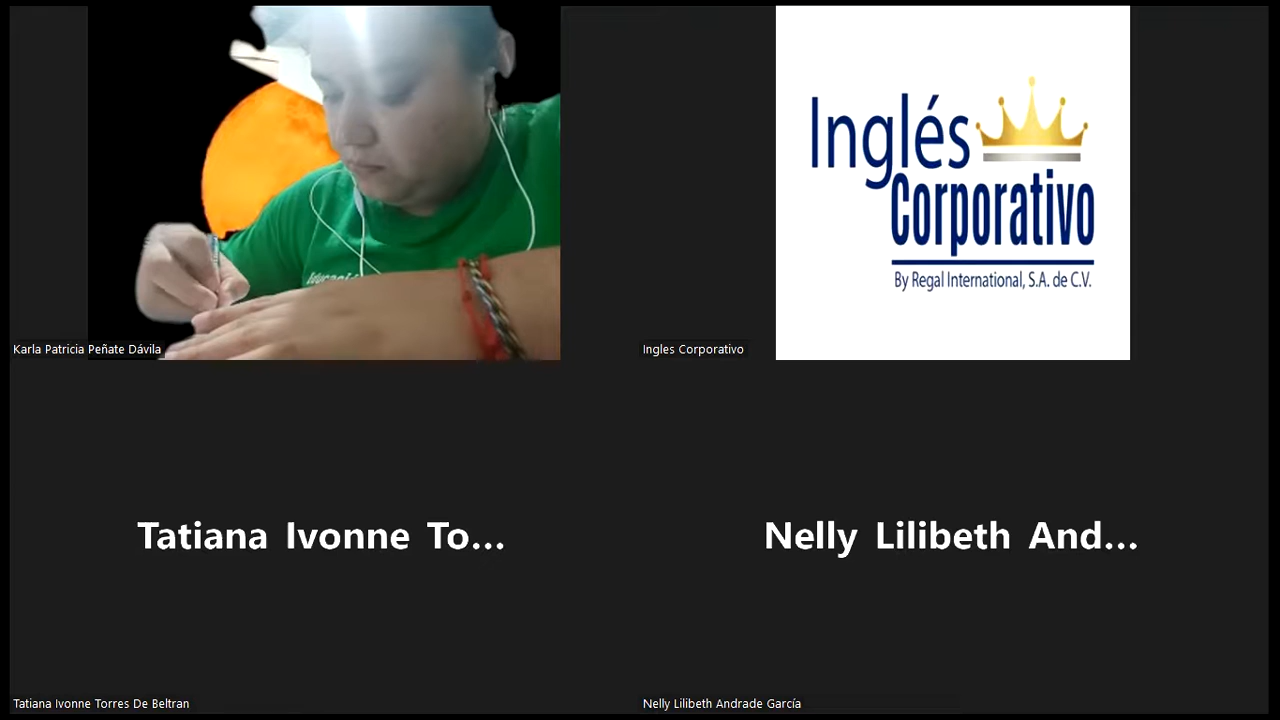 Inglés
Corporativo
By Regal International, S.A. de C.V.
Karla Patricia Peñate Dávila
Ingles Corporativo
Tatiana Ivonne To...
Nelly Lilibeth And...
Tatiana Ivonne Torres De Beltran
Nelly Lilibeth Andrade García